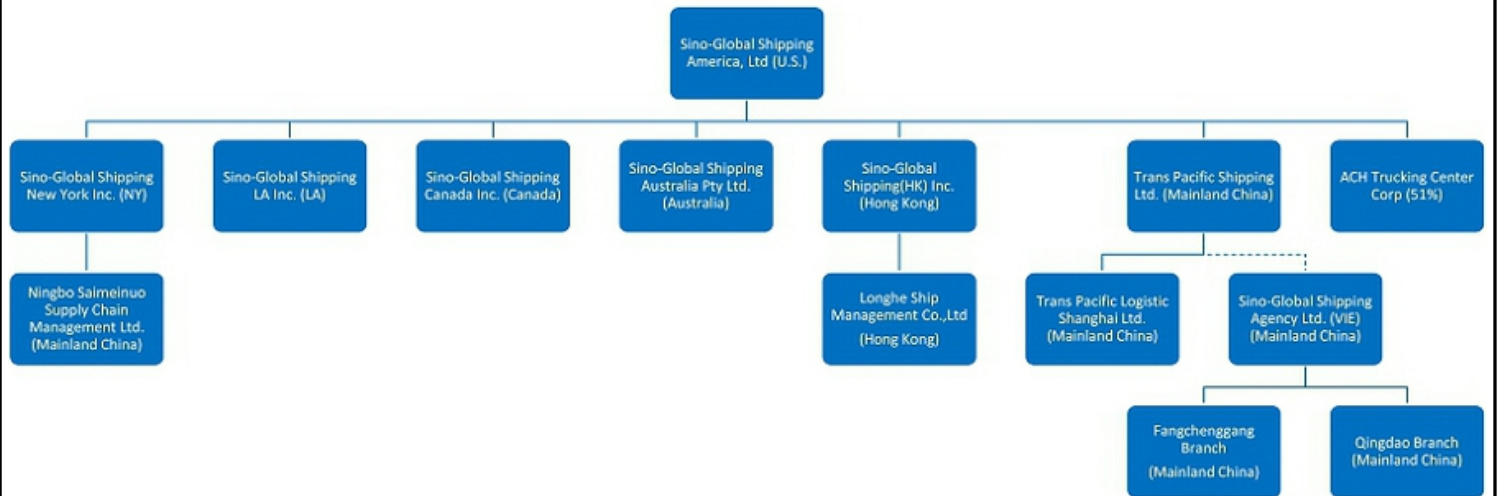 Sino-Global Shipping
America, Ltd (U.S.)
Sino-Global Shipping
New York Inc. (NY)
Sino-Global Shipping
LA Inc. (LA)
Sino-Global Shipping
Canada Inc. (Canada)
Sino-Global Shipping
Australia Pty Ltd.
(Australia)
Sino-Global
Shipping(HK) Inc.
(Hong Kong)
Trans Pacific Shipping
Ltd. (Mainland China)
ACH Trucking Center
Corp (51%)
Ningbo Saimeinuo
Supply Chain
Management Ltd.
(Mainland China)
Longhe Ship
Management Co.,Ltd
(Hong Kong)
Trans Pacific Logistic
Shanghai Ltd.
(Mainland China)
Sino-Global Shipping
Agency Ltd. (VIE)
(Mainland China)
Fangchenggang
Branch
(Mainland China)
Qingdao Branch
(Mainland China)